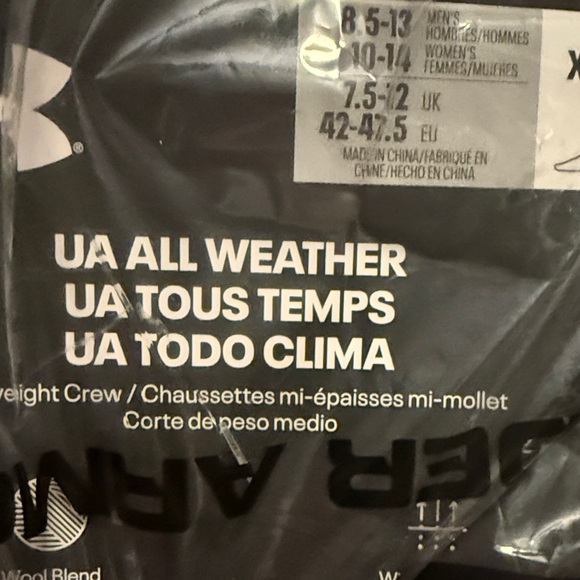 8.5-13 MEN'S HOMBRES/HOMMES
10-14 WOMEN'S FEMMES/MUJERES
7.5-12 UK
42-47.5 EU
MADE IN CHINA/FABRIQUÉ EN
CHINE/HECHO EN CHINA
X
®
UA ALL WEATHER
UA TOUS TEMPS
UA TODO CLIMA
eight Crew / Chaussettes mi-épaisses mi-mollet
Corte de peso medio
DER ARMO
Wool Blend